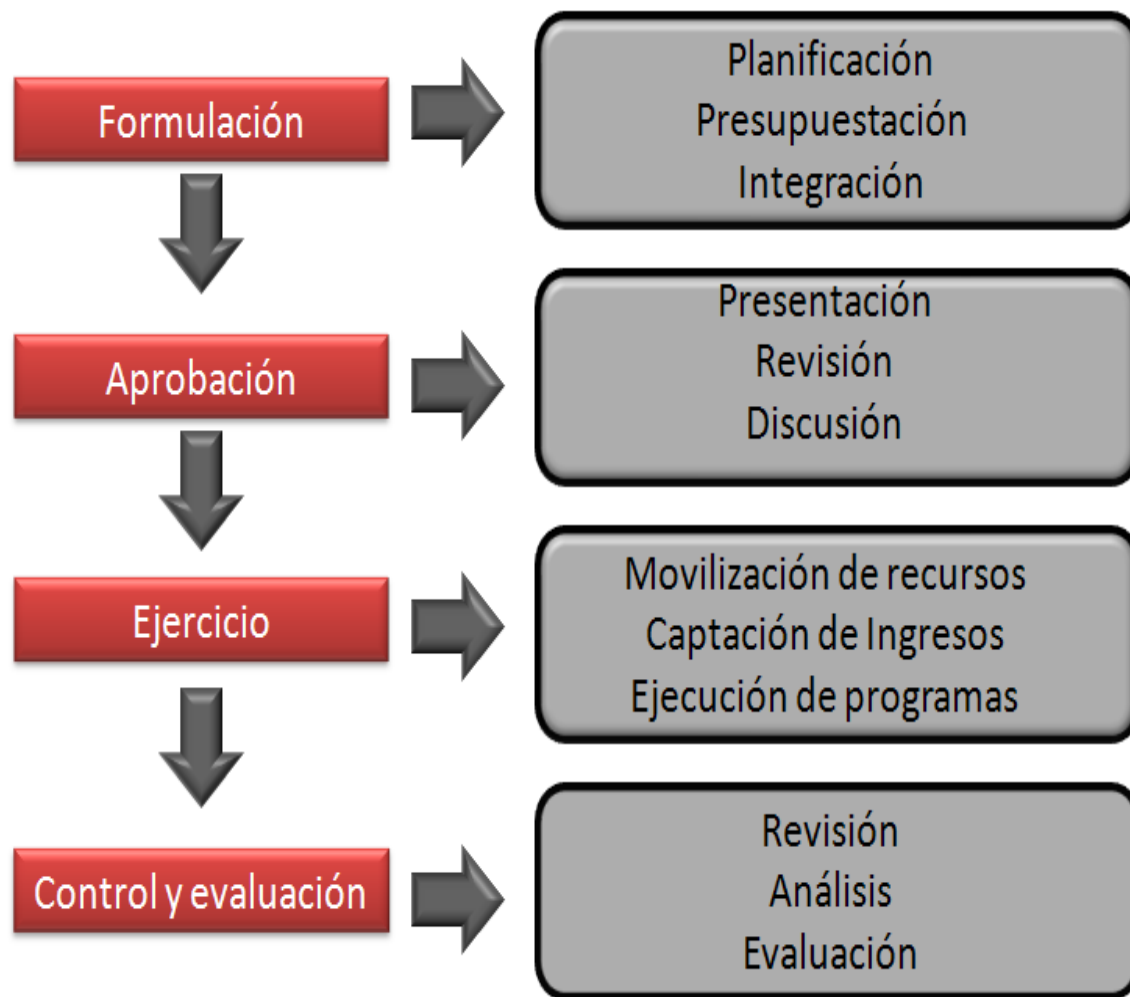 Formulación
Planificación
Presupuestación
Integración
Aprobación
Presentación
Revisión
Discusión
Ejercicio
Movilización de recursos
Captación de Ingresos
Ejecución de programas
Control y evaluación
Revisión
Análisis
Evaluación